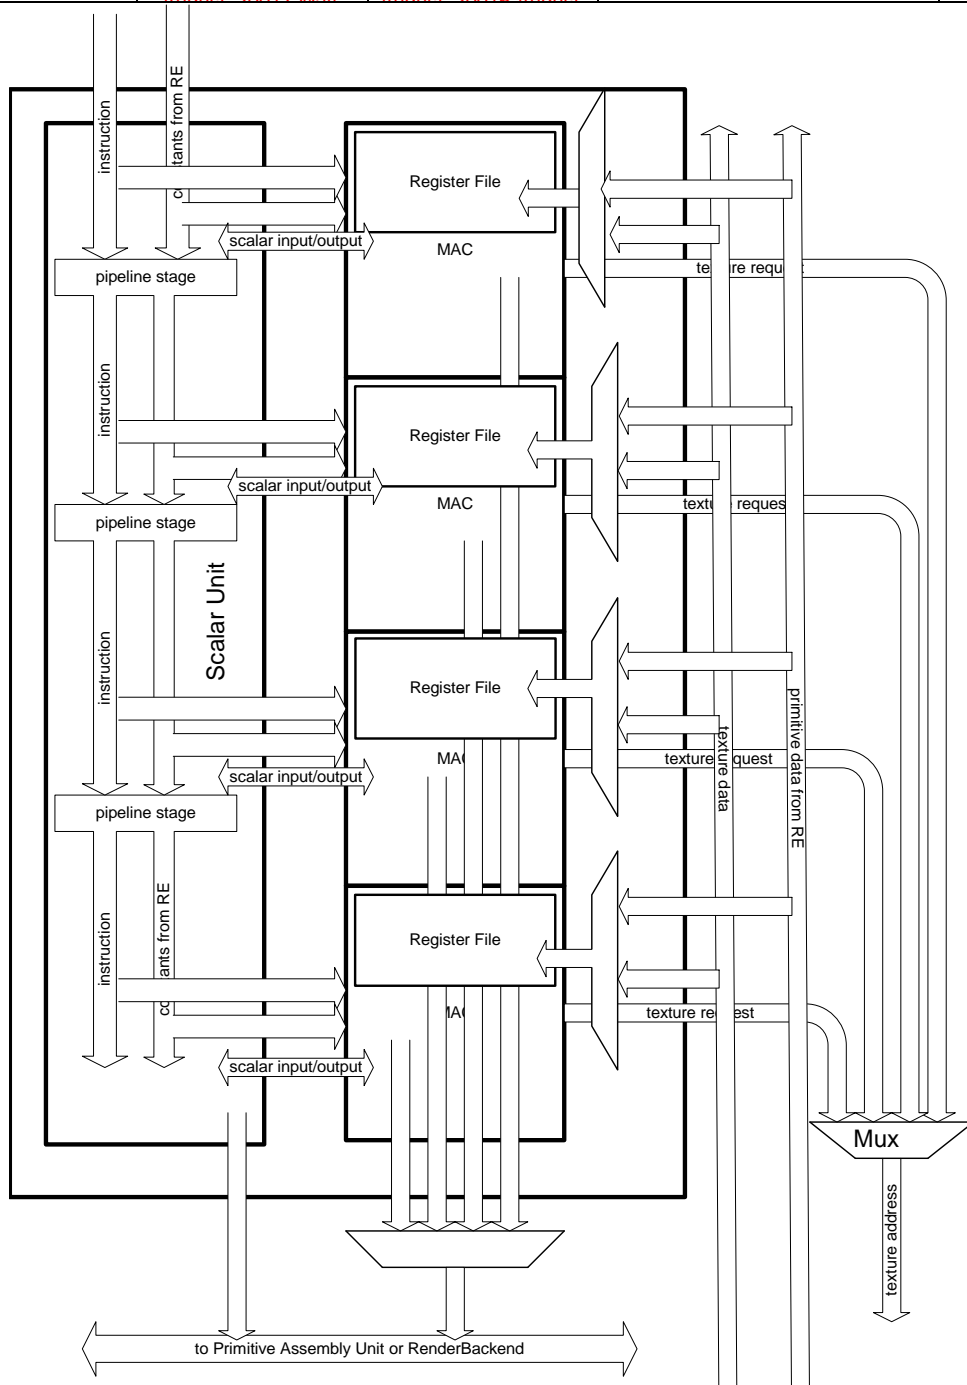 instruction
constants from RE
Register File
scalar input/output
MAC
texture request
pipeline stage
instruction
Register File
scalar input/output
MAC
texture request
pipeline stage
Scalar Unit
instruction
Register File
primitive data from RE
texture data
MAC
texture request
scalar input/output
pipeline stage
instruction
constants from RE
Register File
MAC
texture request
scalar input/output
Mux
texture address
to Primitive Assembly Unit or RenderBackend